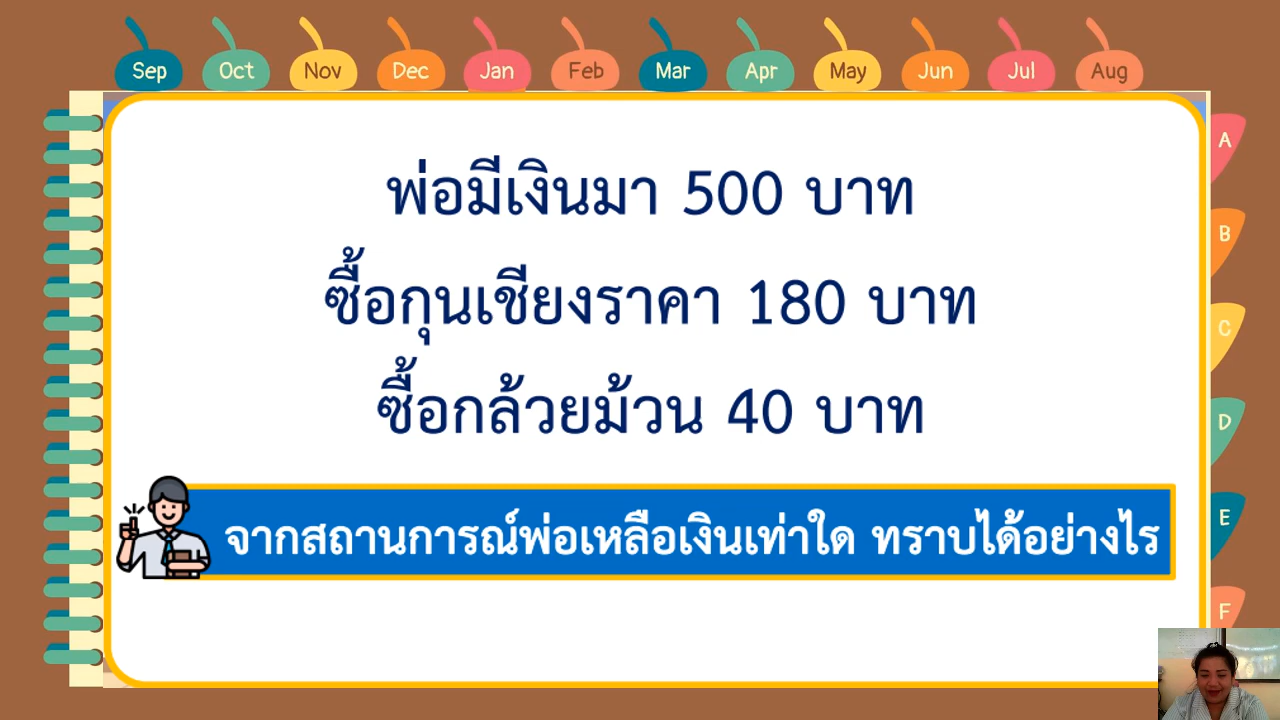 Sep Oct Nov Dec Jan Feb Mar Apr May Jun Jul Aug
พ่อมีเงินมา 500 บาท
ซื้อกุนเชียงราคา 180 บาท
ซื้อกล้วยม้วน 40 บาท
จากสถานการณ์พ่อเหลือเงินเท่าใด ทราบได้อย่างไร
A
B
C
D
E
F